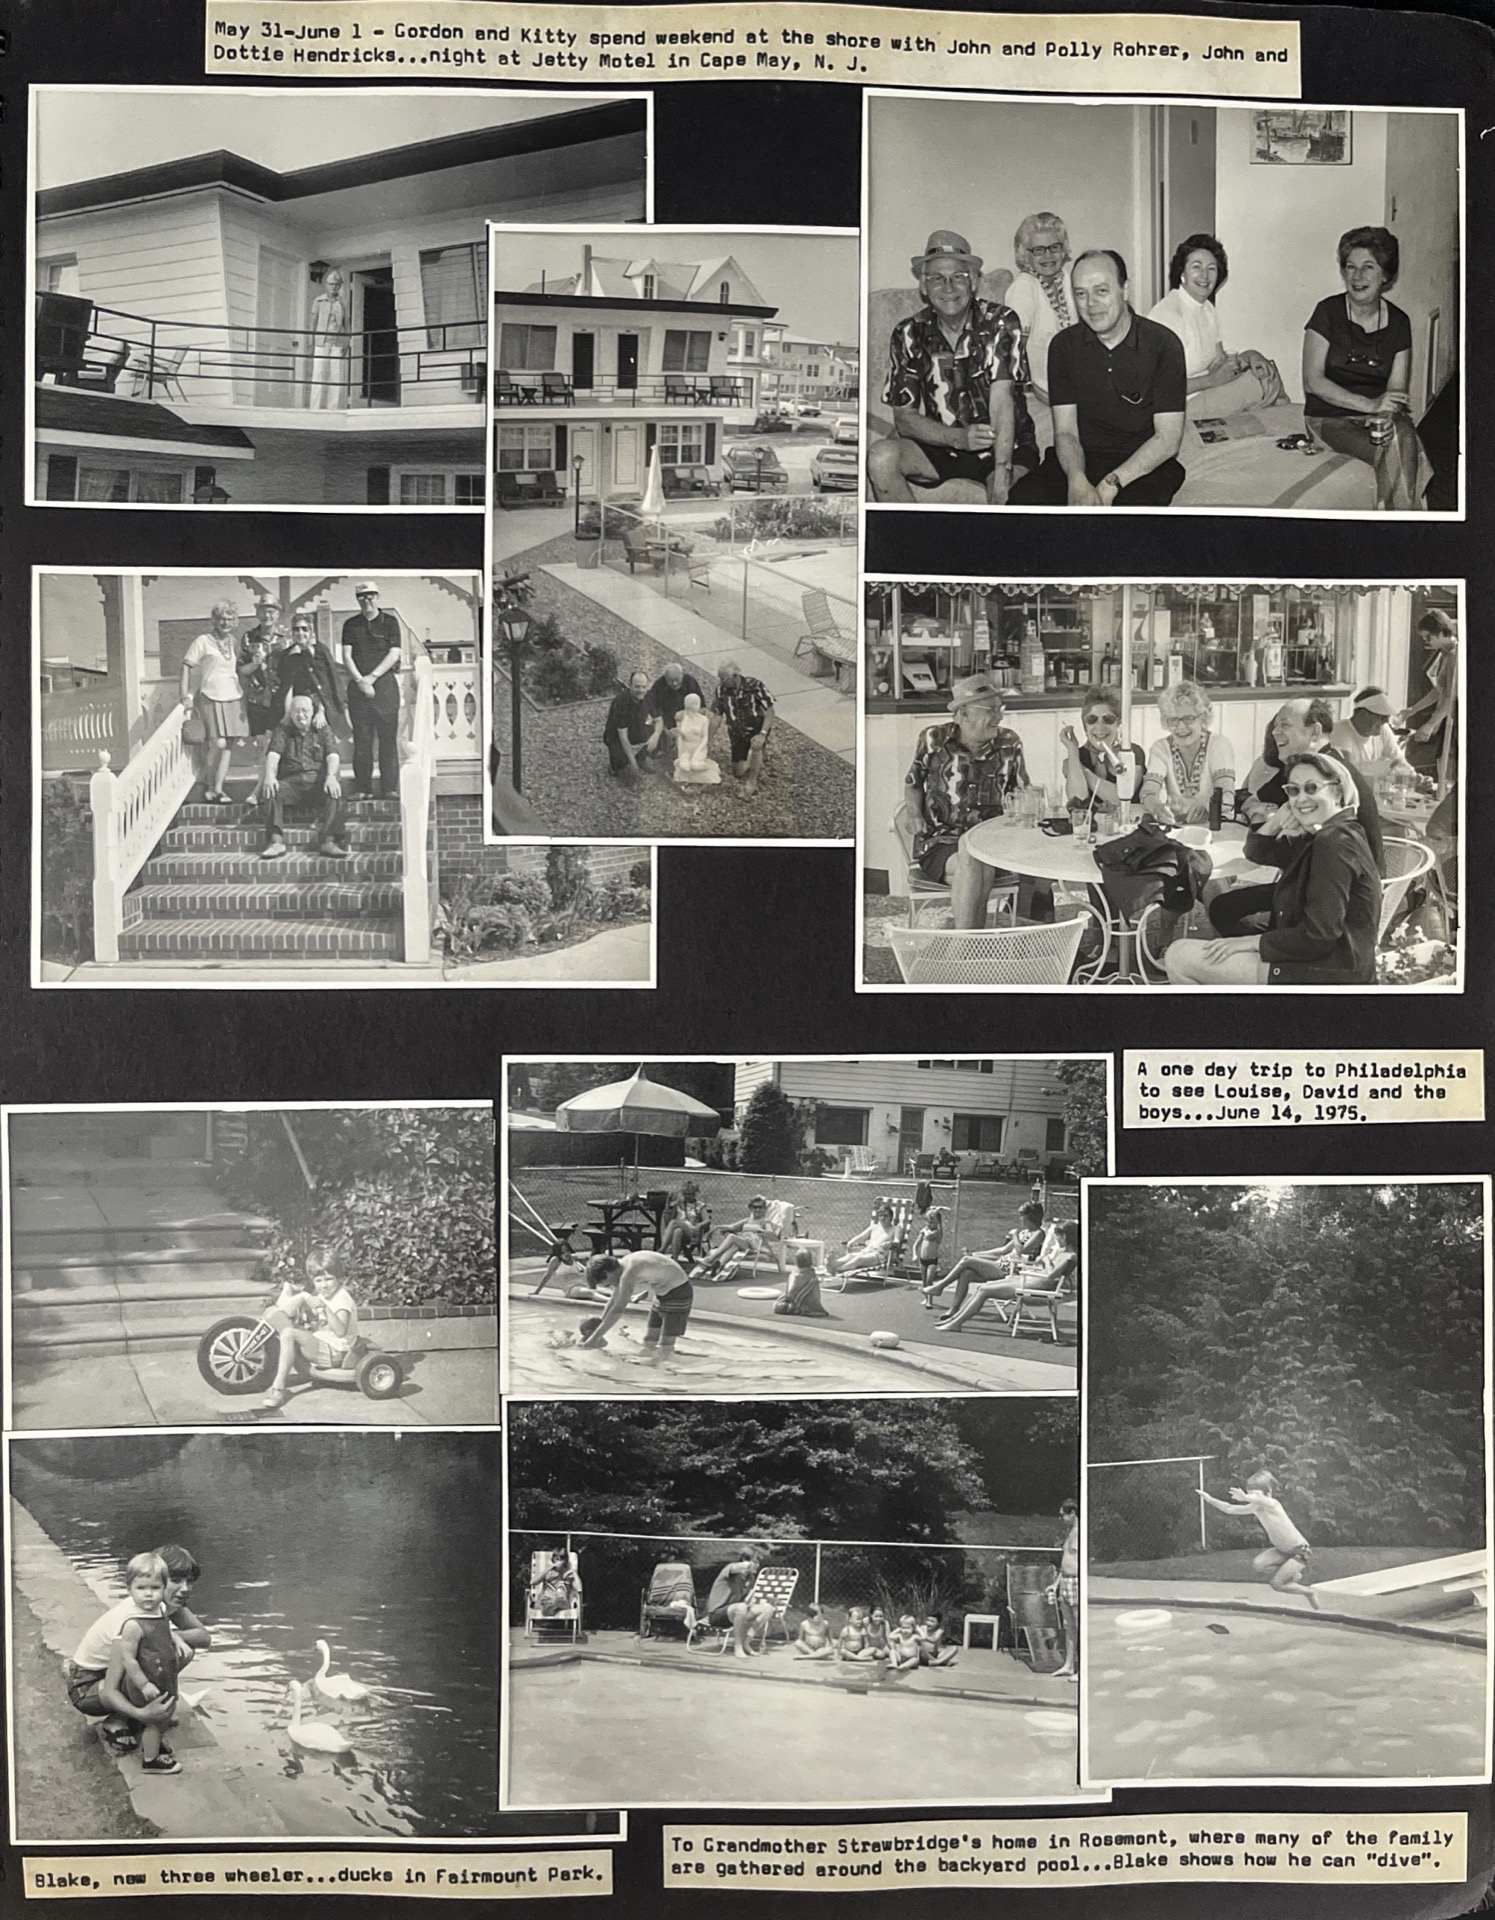 May 31-June 1 - Gordon and Kitty spend weekend at the shore with John and Polly Rohrer, John and
Dottie Hendricks...night at Jetty Motel in Cape May, N. J.
A one day trip to Philadelphia
to see Louise, David and the
boys...June 14, 1975.
Blake, new three wheeler...ducks in Fairmount Park.
To Grandmother Strawbridge's home in Rosemont, where many of the family
are gathered around the backyard pool...Blake shows how he can "dive".